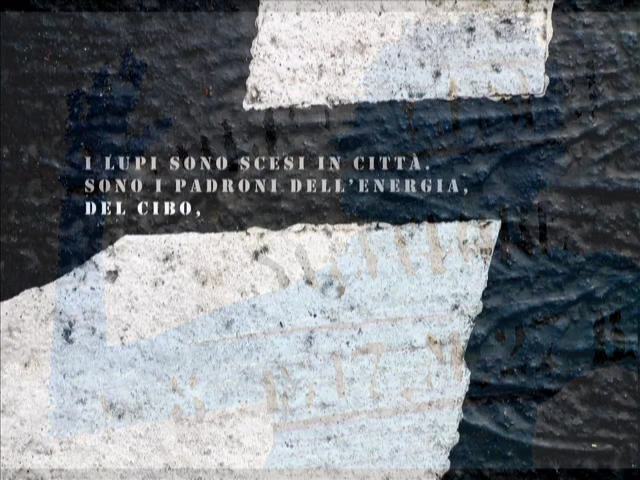 I LUPI SONO SCESI IN CITTÀ.
SONO I PADRONI DELL'ENERGIA,
DEL CIBO,